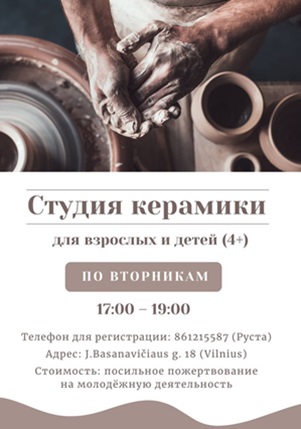 Студия керамики
для взрослых и детей (4+)
ПО ВТОРНИКАМ
17:00 – 19:00
Телефон для регистрации: 861215587 (Руста)
Адрес: J.Basanavičiaus g. 18 (Vilnius)
Стоимость: посильное пожертвование
на молодёжную деятельность